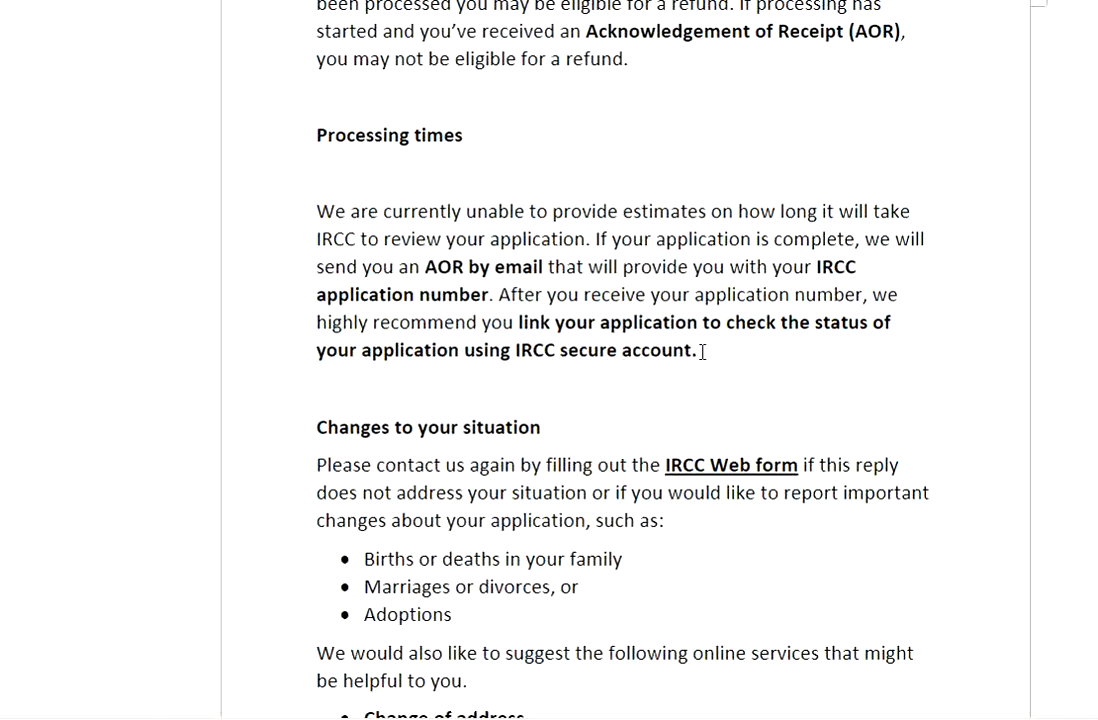 been processed you may be eligible for a refund. If processing has
started and you've received an Acknowledgement of Receipt (AOR),
you may not be eligible for a refund.
Processing times
We are currently unable to provide estimates on how long it will take
IRCC to review your application. If your application is complete, we will
send you an AOR by email that will provide you with your IRCC
application number. After you receive your application number, we
highly recommend you link your application to check the status of
your application using IRCC secure account.
Changes to your situation
Please contact us again by filling out the IRCC Web form if this reply
does not address your situation or if you would like to report important
changes about your application, such as:
• Births or deaths in your family
• Marriages or divorces, or
• Adoptions
We would also like to suggest the following online services that might
be helpful to you.
• Change of address